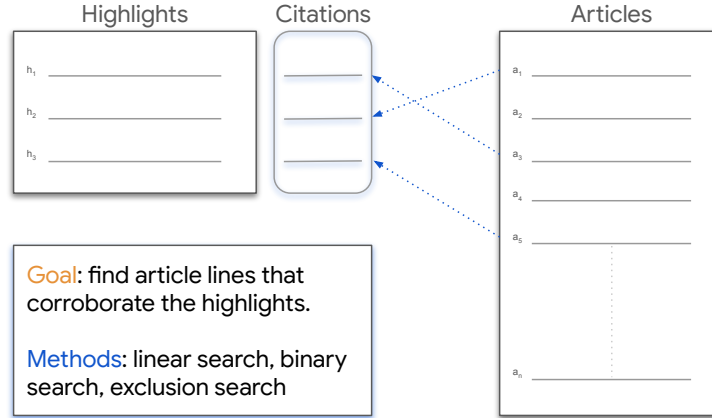 Highlights
Citations
Articles
h₁
h₂
h₃
a₁
a₂
a₃
a₄
a₅
aₙ
Goal: find article lines that
corroborate the highlights.
Methods: linear search, binary
search, exclusion search